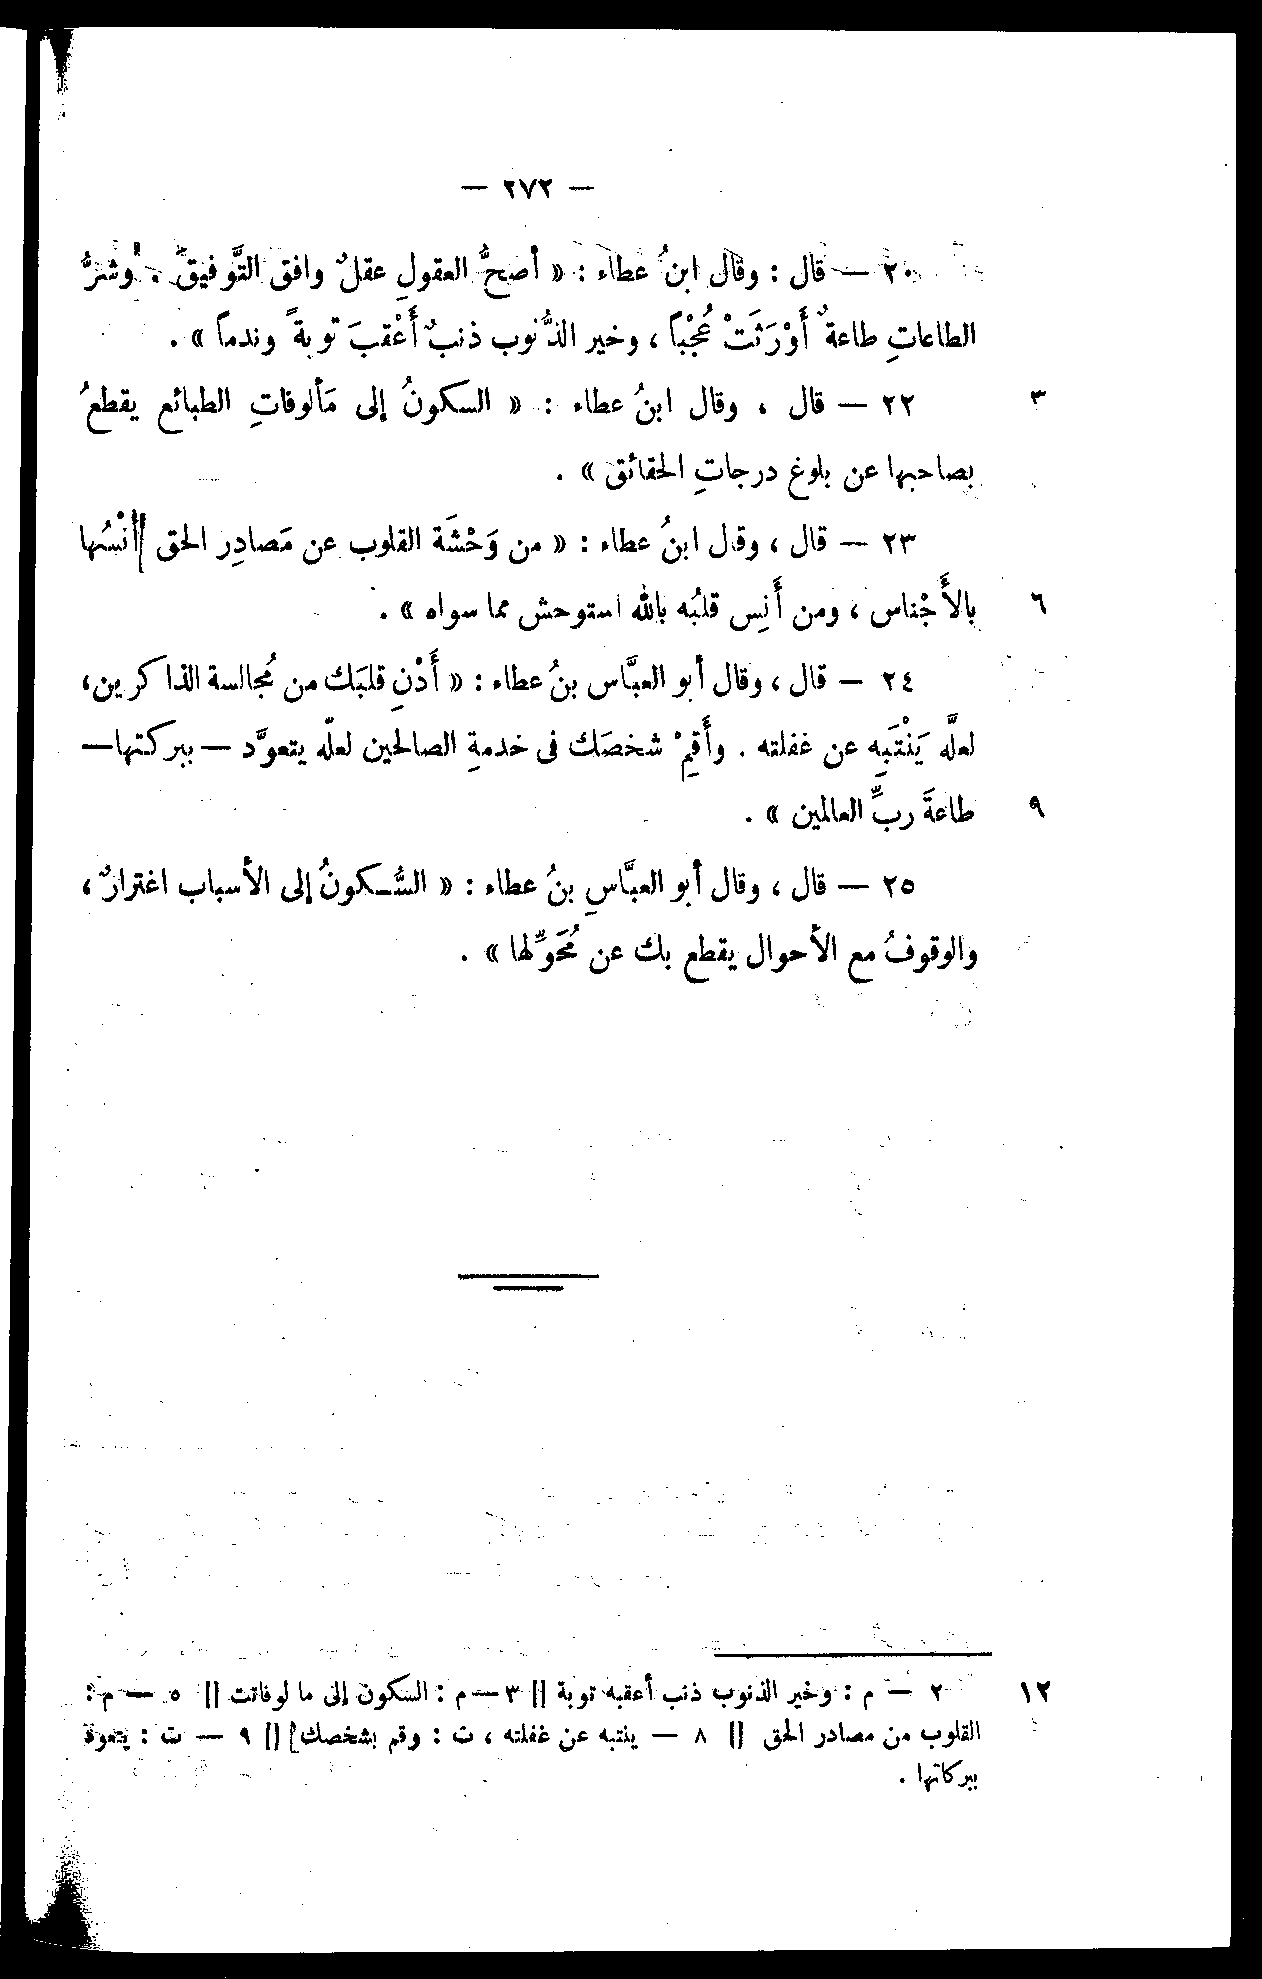 — ٢٧٢ —
٢٠ — قال : وقال ابنُ عطاء : « أصحُّ العقولِ عقلٌ وافق التَّوفيقَ . وشرُّ
الطاعاتِ طاعةٌ أَوْرَثَتْ عُجْباً ، وخير الذُّنوب ذنبٌ أَعْقبَ توبةً وندماً » .
٢٢ — قال ، وقال ابنُ عطاء : « السكونُ إلى مَألوفاتِ الطبائع يقطعُ
٣
بصاحبها عن بلوغ درجاتِ الحقائق » .
٢٣ — قال ، وقال ابنُ عطاء : « من وَحْشَة القلوب عن مَصادِر الحق أُنْسُها
بالأَجْناس ، ومن أَنِس قلبُه بالله استوحش مما سواه » .
٦
٢٤ — قال ، وقال أبو العبَّاس بنُ عطاء : « أَدْنِ قلبَك من مُجالسة الذاكرين ،
لعلَّه يَنْتَبِه عن غفلته . وأَقِمْ شخصَك فى خدمةِ الصالحين لعلّه يتعوَّد — ببركتها —
طاعةَ ربِّ العالمين » .
٩
٢٥ — قال ، وقال أبو العبَّاسِ بنُ عطاء : « السُّكونُ إلى الأسباب اغترارٌ ،
والوقوفُ مع الأحوال يقطع بك عن مُحَوِّلها » .
٢ — م : وخير الذنوب ذنب أعقبه توبة || ٣ — م : السكون إلى ما لوفاتت || ٥ — م :
١٢
القلوب من مصادر الحق || ٨ — ينتبه عن غفلته ، ت : وقم بشخصك] || ٩ — ت : يتعوة
ببركاتها .